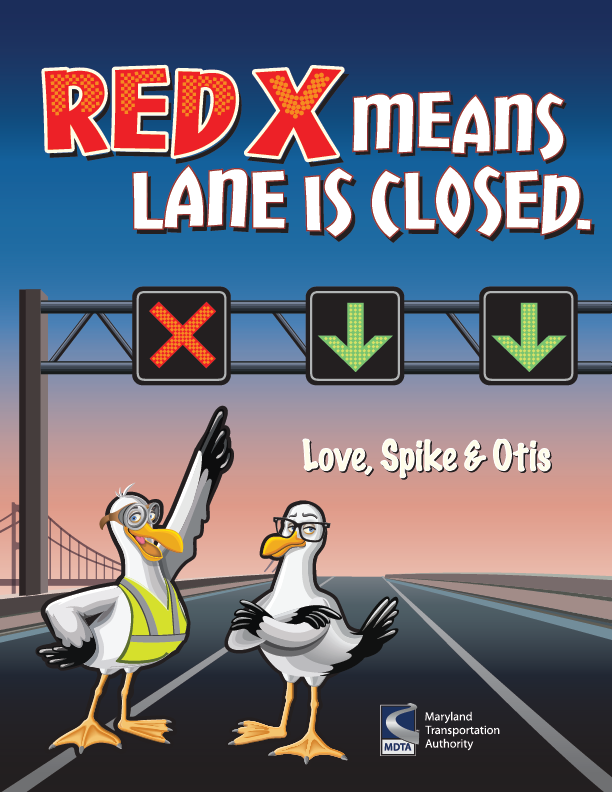 RED X MEANS
LANE IS CLOSED.
Love, Spike & Otis
MDTA
Maryland
Transportation
Authority